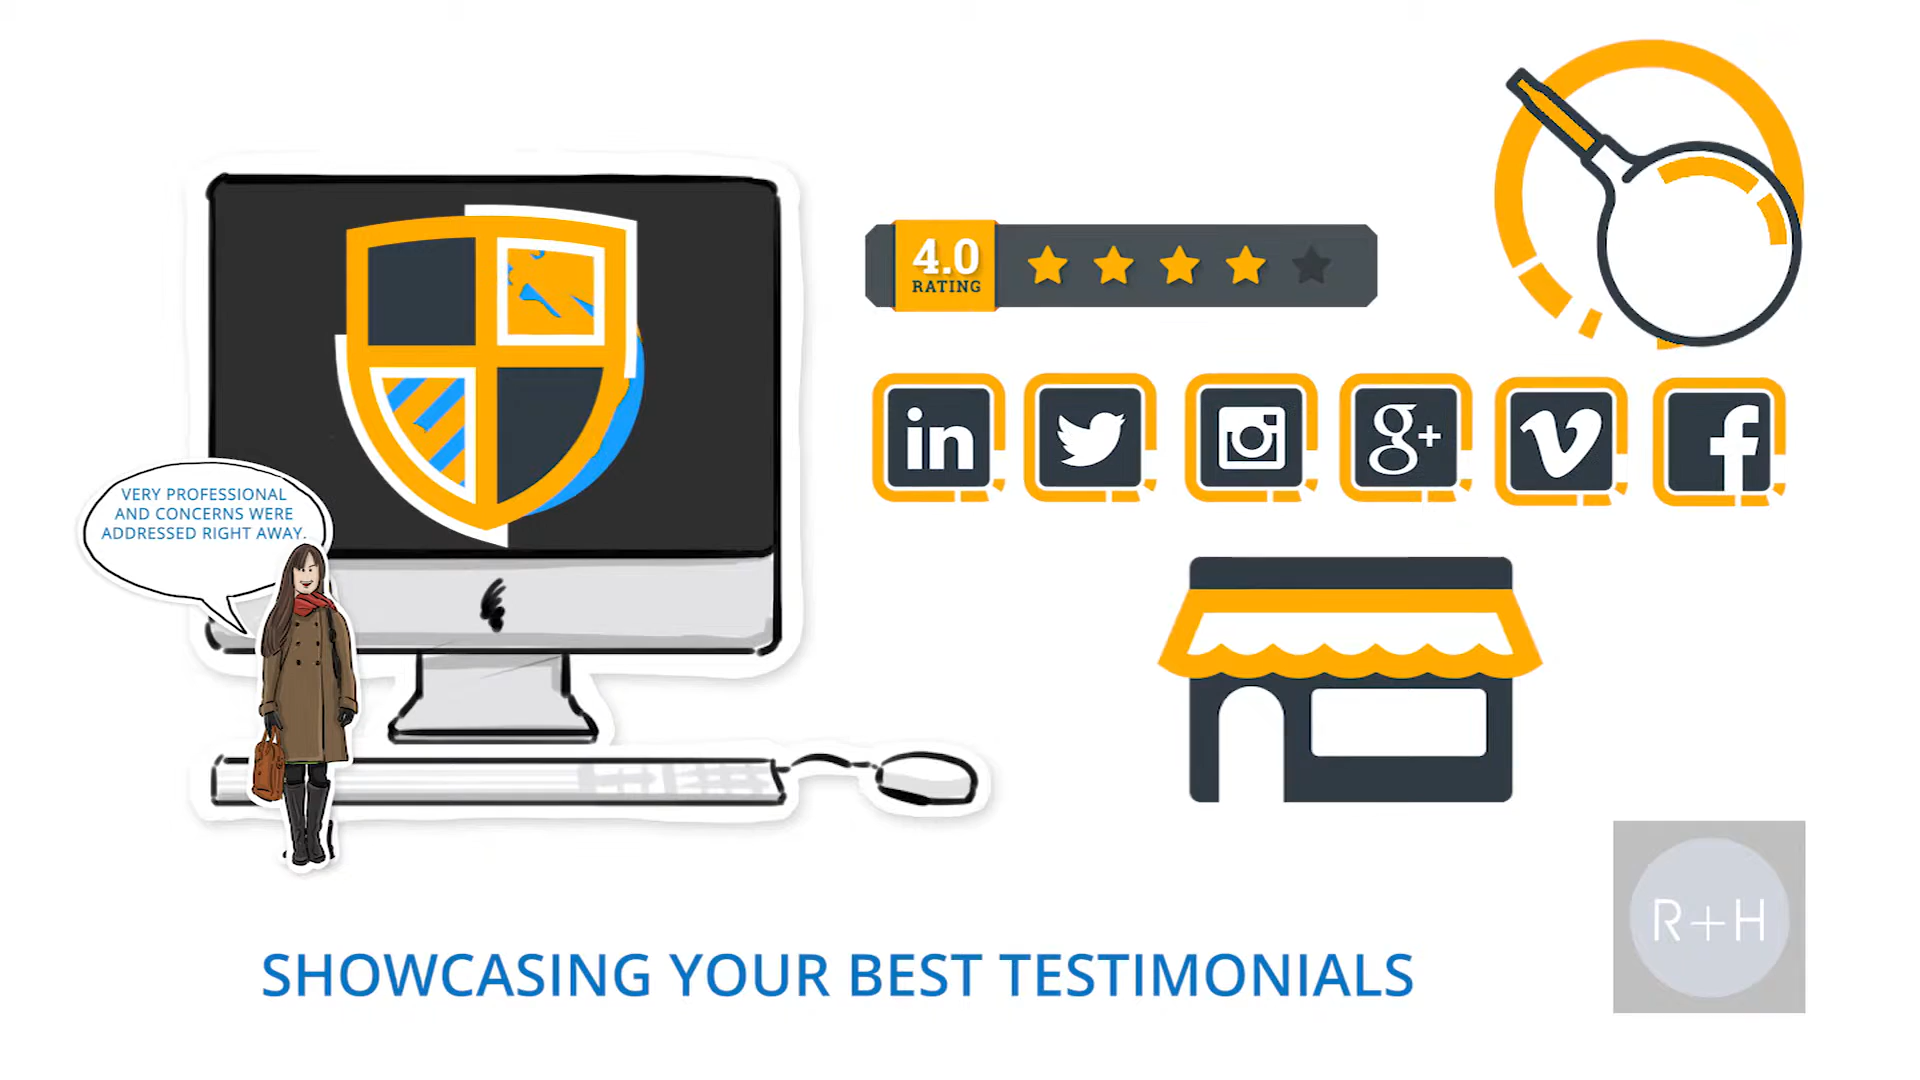 4.0
RATING
in
g+
VERY PROFESSIONAL
AND CONCERNS WERE
ADDRESSED RIGHT AWAY.
R+H
SHOWCASING YOUR BEST TESTIMONIALS